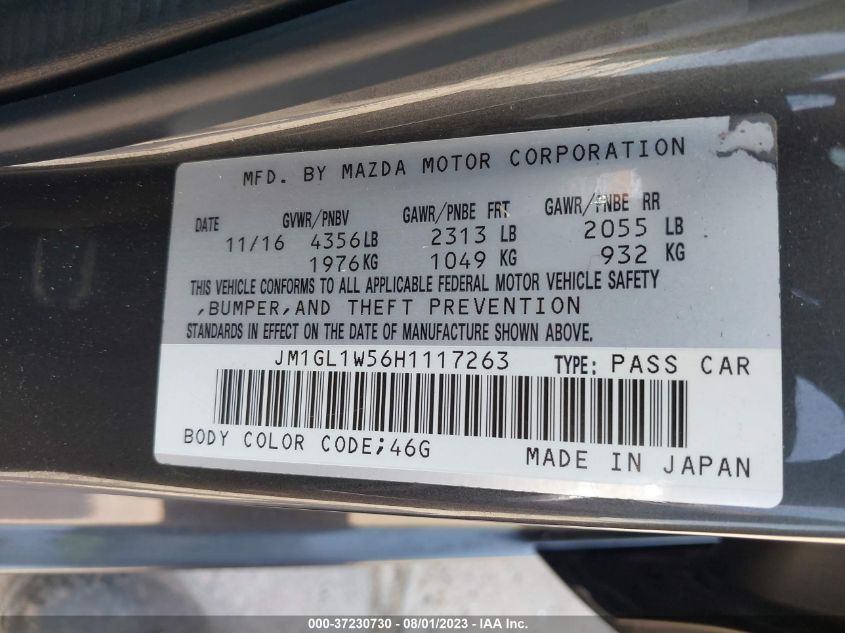 MFD. BY MAZDA MOTOR CORPORATION
DATE GVWR/PNBV GAWR/PNBE FRT GAWR/PNBE RR
11/16 4356LB 2313 LB 2055 LB
1976KG 1049 KG 932 KG
THIS VEHICLE CONFORMS TO ALL APPLICABLE FEDERAL MOTOR VEHICLE SAFETY
,BUMPER,AND THEFT PREVENTION
STANDARDS IN EFFECT ON THE DATE OF MANUFACTURE SHOWN ABOVE.
JM1GL1W56H1117263 TYPE: PASS CAR
BODY COLOR CODE;46G MADE IN JAPAN
000-37230730 - 08/01/2023 - IAA Inc.